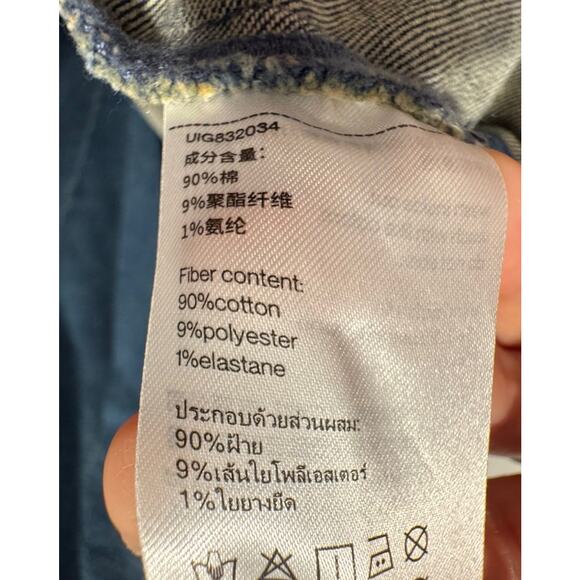 UIG832034
成分含量：
90%棉
9%聚酯纤维
1%氨纶
Fiber content:
90%cotton
9%polyester
1%elastane
ประกอบด้วยส่วนผสม:
90%ฝ้าย
9%เส้นใยโพลีเอสเตอร์
1%ใยยางยืด